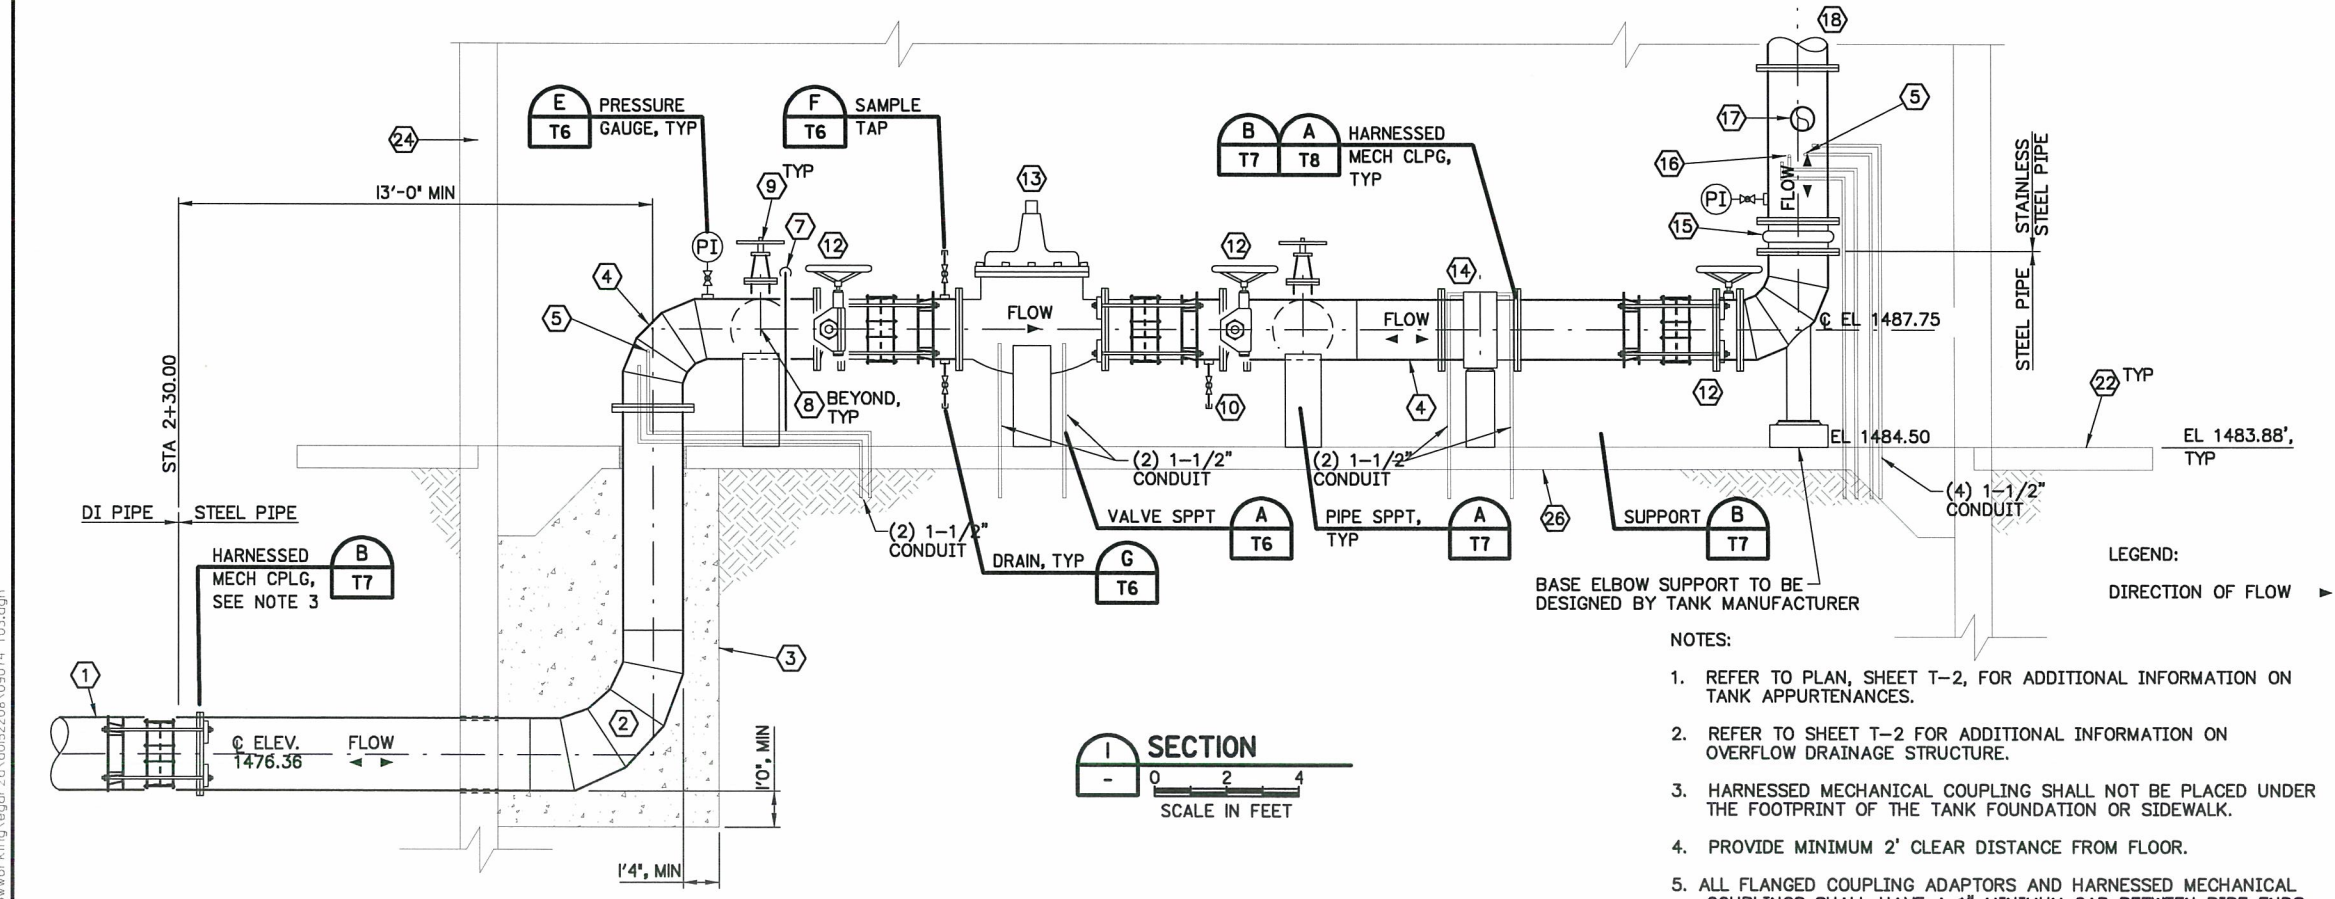 18
E
T6
PRESSURE
GAUGE, TYP
F
T6
SAMPLE
TAP
B
T7
A
T8
HARNESSED
MECH CLPG,
TYP
17
5
24
16
FLOW
STAINLESS
STEEL PIPE
13'-0" MIN
9
TYP
13
PI
7
12
12
PI
15
4
14
STEEL PIPE
5
FLOW
FLOW
℄ EL 1487.75
STA 2+30.00
8
BEYOND,
TYP
10
4
12
22
TYP
EL 1484.50
EL 1483.88',
TYP
(2) 1-1/2"
CONDUIT
(2) 1-1/2"
CONDUIT
(4) 1-1/2"
CONDUIT
DI PIPE
STEEL PIPE
(2) 1-1/2"
CONDUIT
VALVE SPPT
A
T6
PIPE SPPT,
TYP
A
T7
26
SUPPORT
B
T7
HARNESSED
MECH CPLG,
SEE NOTE 3
B
T7
DRAIN, TYP
G
T6
BASE ELBOW SUPPORT TO BE
DESIGNED BY TANK MANUFACTURER
LEGEND:
DIRECTION OF FLOW
3
1
2
℄ ELEV.
1476.36
FLOW
1'0", MIN
1'4", MIN
1
-
SECTION
0 2 4
SCALE IN FEET
NOTES:
1. REFER TO PLAN, SHEET T-2, FOR ADDITIONAL INFORMATION ON
TANK APPURTENANCES.
2. REFER TO SHEET T-2 FOR ADDITIONAL INFORMATION ON
OVERFLOW DRAINAGE STRUCTURE.
3. HARNESSED MECHANICAL COUPLING SHALL NOT BE PLACED UNDER
THE FOOTPRINT OF THE TANK FOUNDATION OR SIDEWALK.
4. PROVIDE MINIMUM 2' CLEAR DISTANCE FROM FLOOR.
5. ALL FLANGED COUPLING ADAPTORS AND HARNESSED MECHANICAL